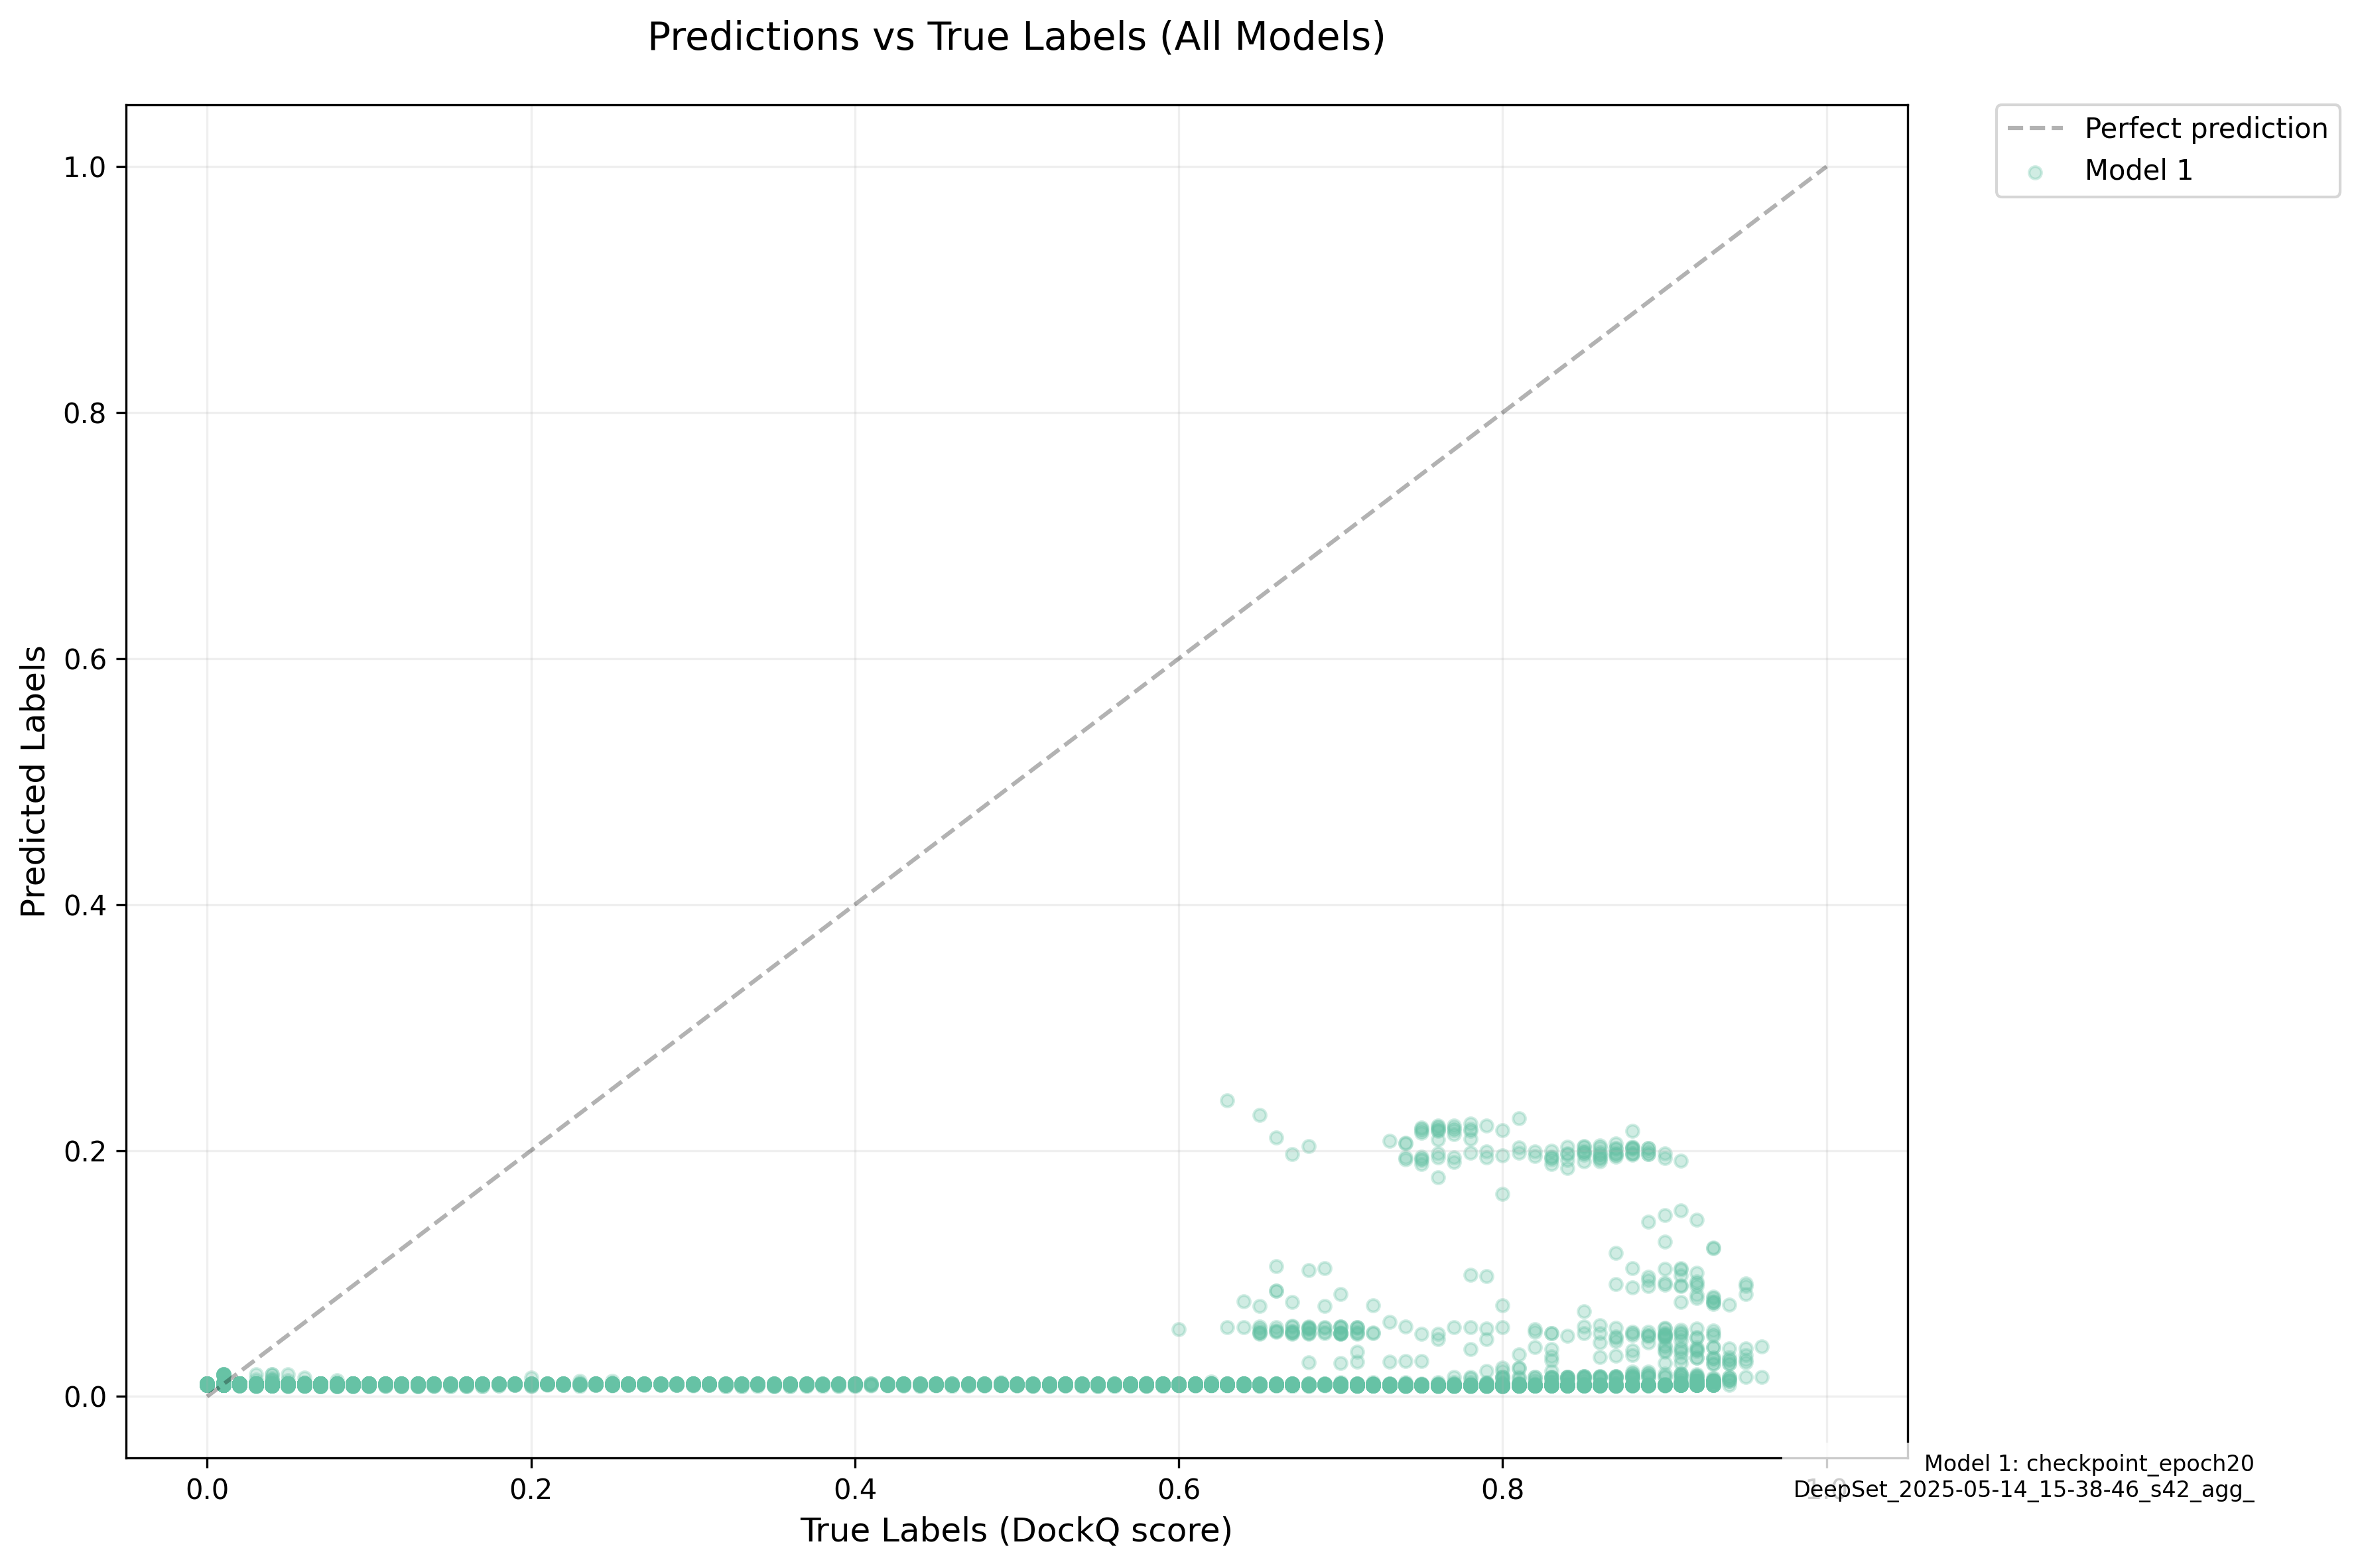 Predictions vs True Labels (All Models)
Perfect prediction
Model 1
1.0
0.8
0.6
0.4
0.2
0.0
Predicted Labels
0.0
0.2
0.4
0.6
0.8
1.0
True Labels (DockQ score)
Model 1: checkpoint_epoch20
DeepSet_2025-05-14_15-38-46_s42_agg_